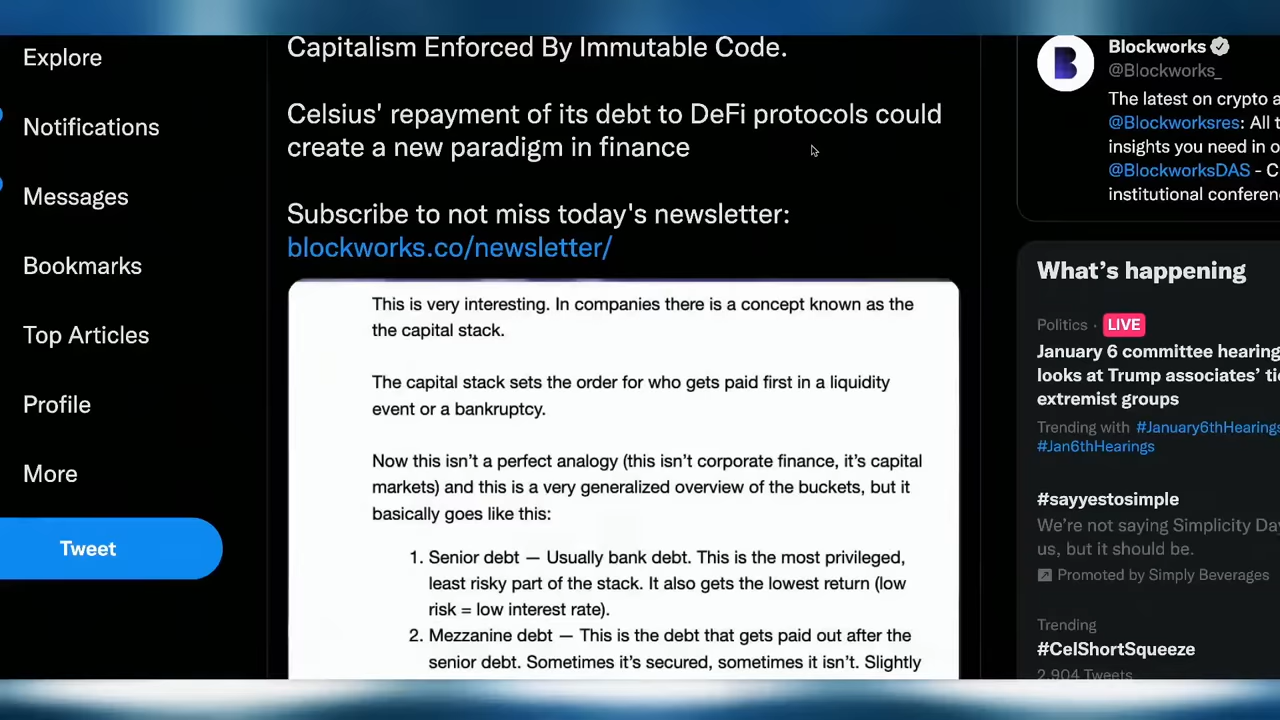 Explore
Notifications
Messages
Bookmarks
Top Articles
Profile
More
Tweet
Capitalism Enforced By Immutable Code.
Celsius' repayment of its debt to DeFi protocols could
create a new paradigm in finance
Subscribe to not miss today's newsletter:
blockworks.co/newsletter/
This is very interesting. In companies there is a concept known as the
the capital stack.
The capital stack sets the order for who gets paid first in a liquidity
event or a bankruptcy.
Now this isn't a perfect analogy (this isn't corporate finance, it's capital
markets) and this is a very generalized overview of the buckets, but it
basically goes like this:
1. Senior debt — Usually bank debt. This is the most privileged,
least risky part of the stack. It also gets the lowest return (low
risk = low interest rate).
2. Mezzanine debt — This is the debt that gets paid out after the
senior debt. Sometimes it's secured, sometimes it isn't. Slightly
B
Blockworks
@Blockworks_
The latest on crypto a
@Blockworksres: All t
insights you need in o
@BlockworksDAS - C
institutional conferen
What's happening
Politics · LIVE
January 6 committee hearing
looks at Trump associates' ti
extremist groups
Trending with #January6thHearings
#Jan6thHearings
#sayyestosimple
We're not saying Simplicity Day
us, but it should be.
Promoted by Simply Beverages
Trending
#CelShortSqueeze
2,904 Tweets